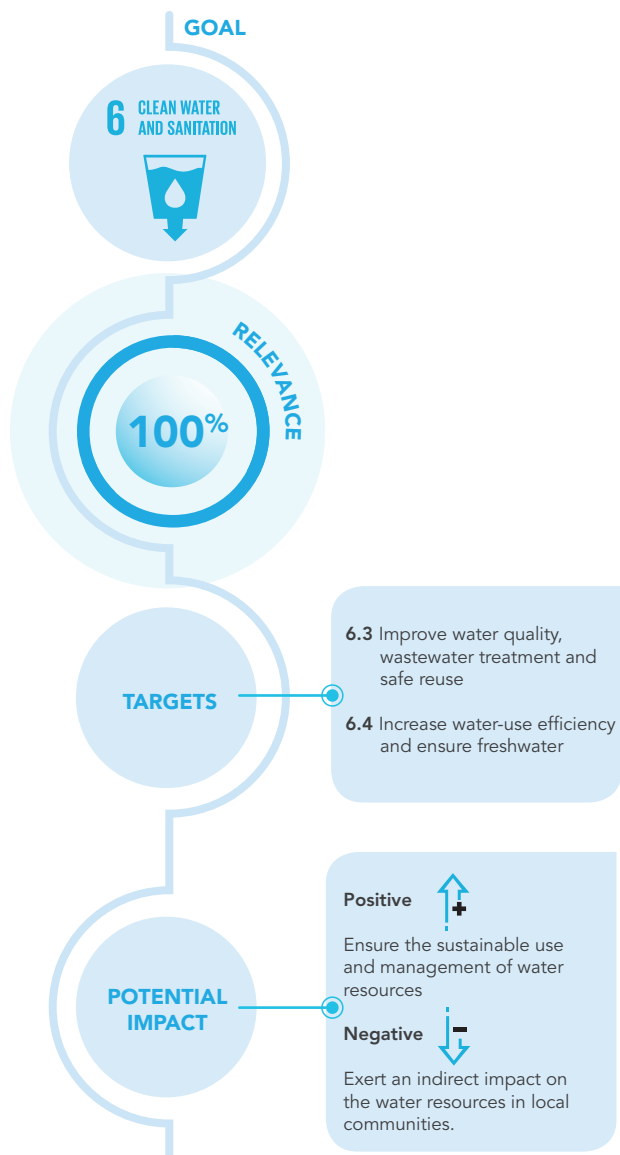 GOAL
6 CLEAN WATER
AND SANITATION
RELEVANCE
100%
TARGETS
6.3 Improve water quality,
wastewater treatment and
safe reuse
6.4 Increase water-use efficiency
and ensure freshwater
POTENTIAL
IMPACT
Positive
+
Ensure the sustainable use
and management of water
resources
Negative
-
Exert an indirect impact on
the water resources in local
communities.